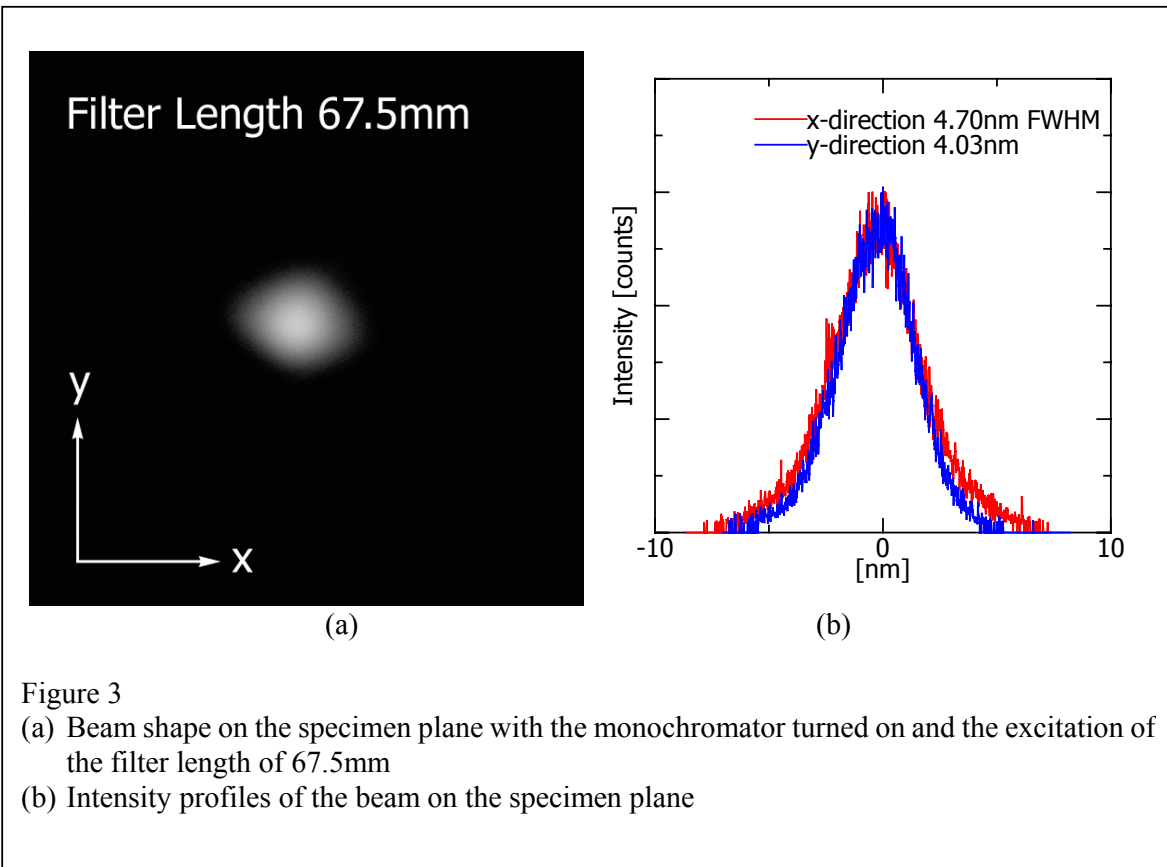 Filter Length 67.5mm
y
x
(a)
x-direction 4.70nm FWHM
y-direction 4.03nm
Intensity [counts]
-10 0 10
[nm]
(b)
Figure 3
(a) Beam shape on the specimen plane with the monochromator turned on and the excitation of
the filter length of 67.5mm
(b) Intensity profiles of the beam on the specimen plane